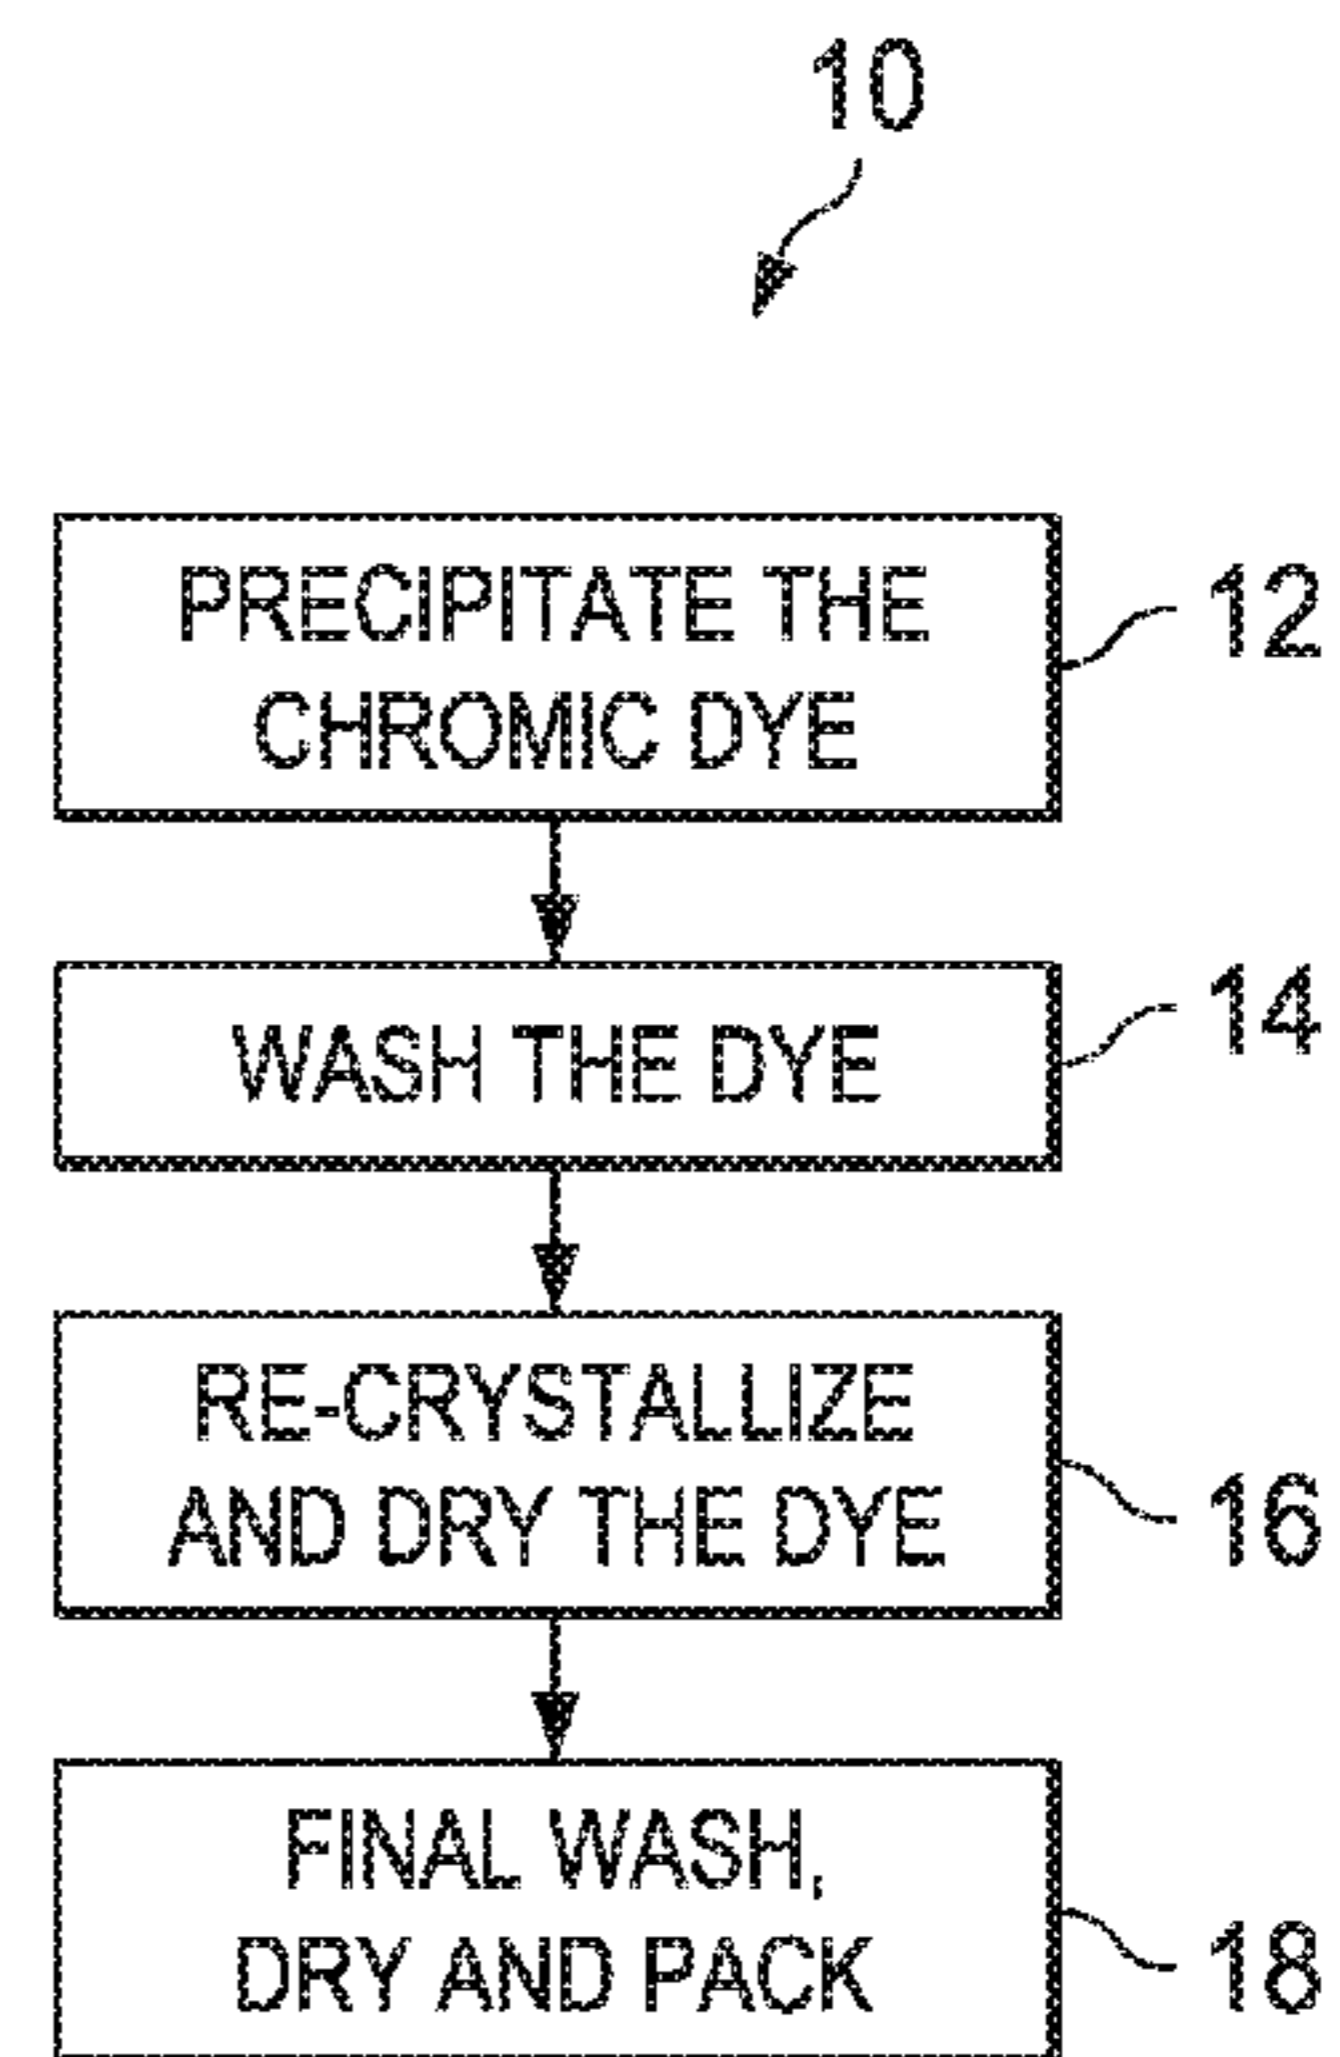 10
PRECIPITATE THE
CHROMIC DYE
12
WASH THE DYE
14
RE-CRYSTALLIZE
AND DRY THE DYE
16
FINAL WASH,
DRY AND PACK
18